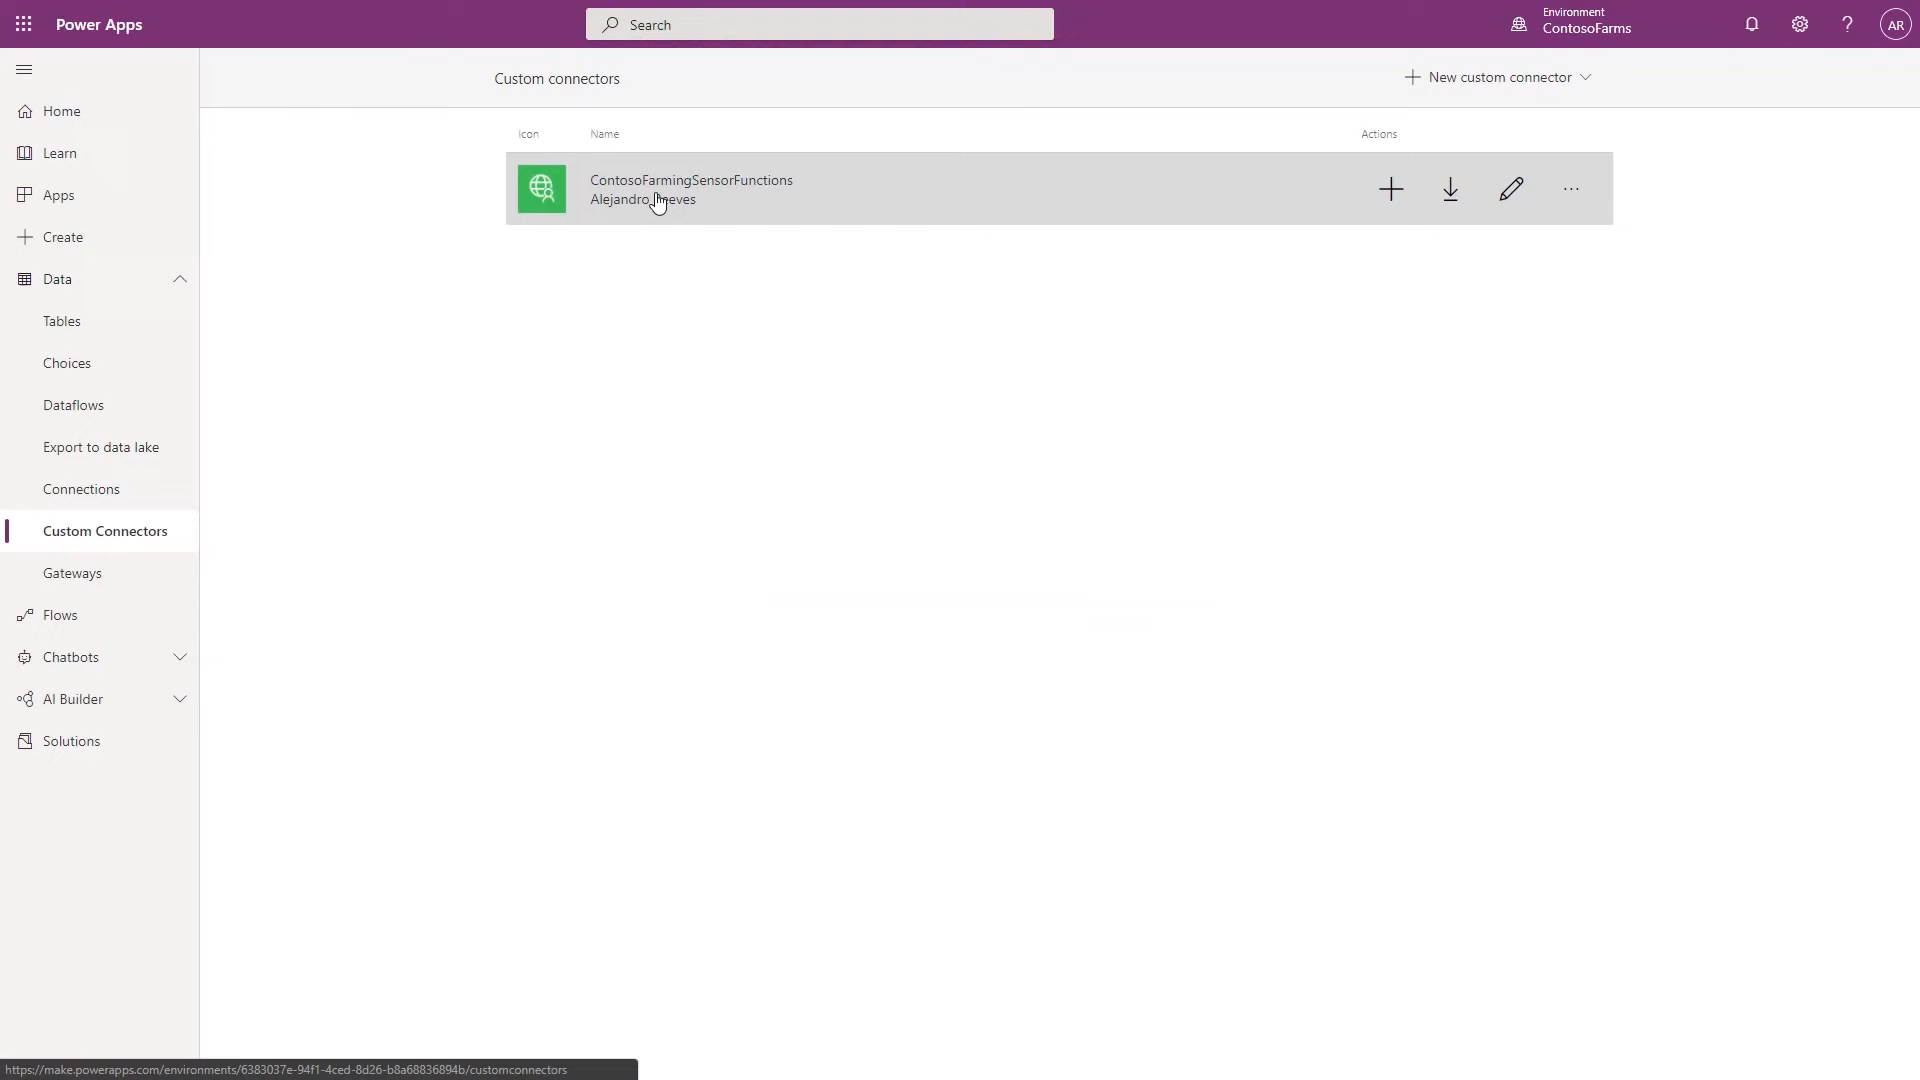 Power Apps
Search
Environment
ContosoFarms
?
AR
Home
Learn
Apps
Create
Data
Tables
Choices
Dataflows
Export to data lake
Connections
Custom Connectors
Gateways
Flows
Chatbots
AI Builder
Solutions
Custom connectors
New custom connector
Icon Name Actions
ContosoFarmingSensorFunctions
Alejandro
https://make.powerapps.com/environments/6383037e-94f1-4ced-8d26-b8a68836894b/customconnectors